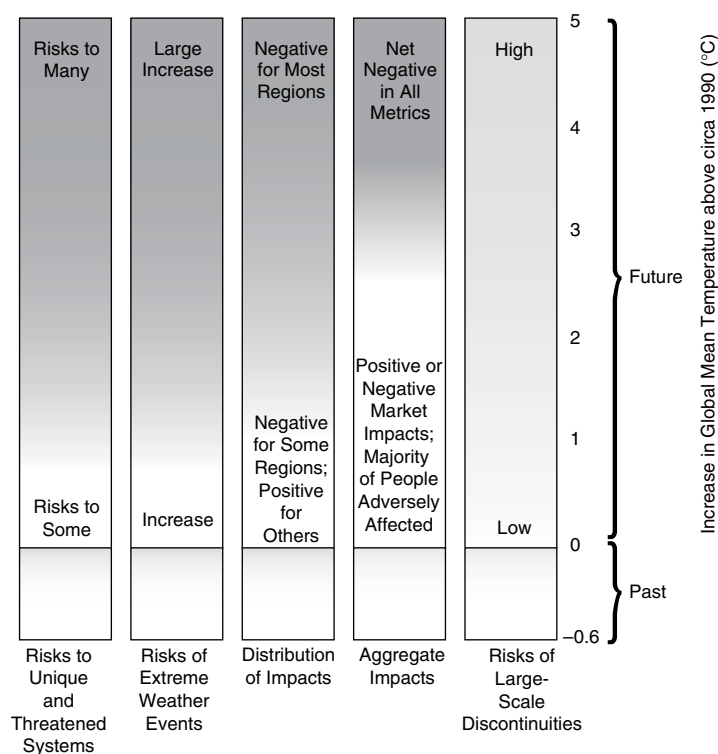 Risks to
Many
Large
Increase
Negative
for Most
Regions
Net
Negative
in All
Metrics
High
Risks to
Some
Increase
Negative
for Some
Regions;
Positive
for
Others
Positive or
Negative
Market
Impacts;
Majority
of People
Adversely
Affected
Low
5
4
3
2
1
0
–0.6
Future
Past
Increase in Global Mean Temperature above circa 1990 (°C)
Risks to
Unique
and
Threatened
Systems
Risks of
Extreme
Weather
Events
Distribution
of Impacts
Aggregate
Impacts
Risks of
Large-
Scale
Discontinuities